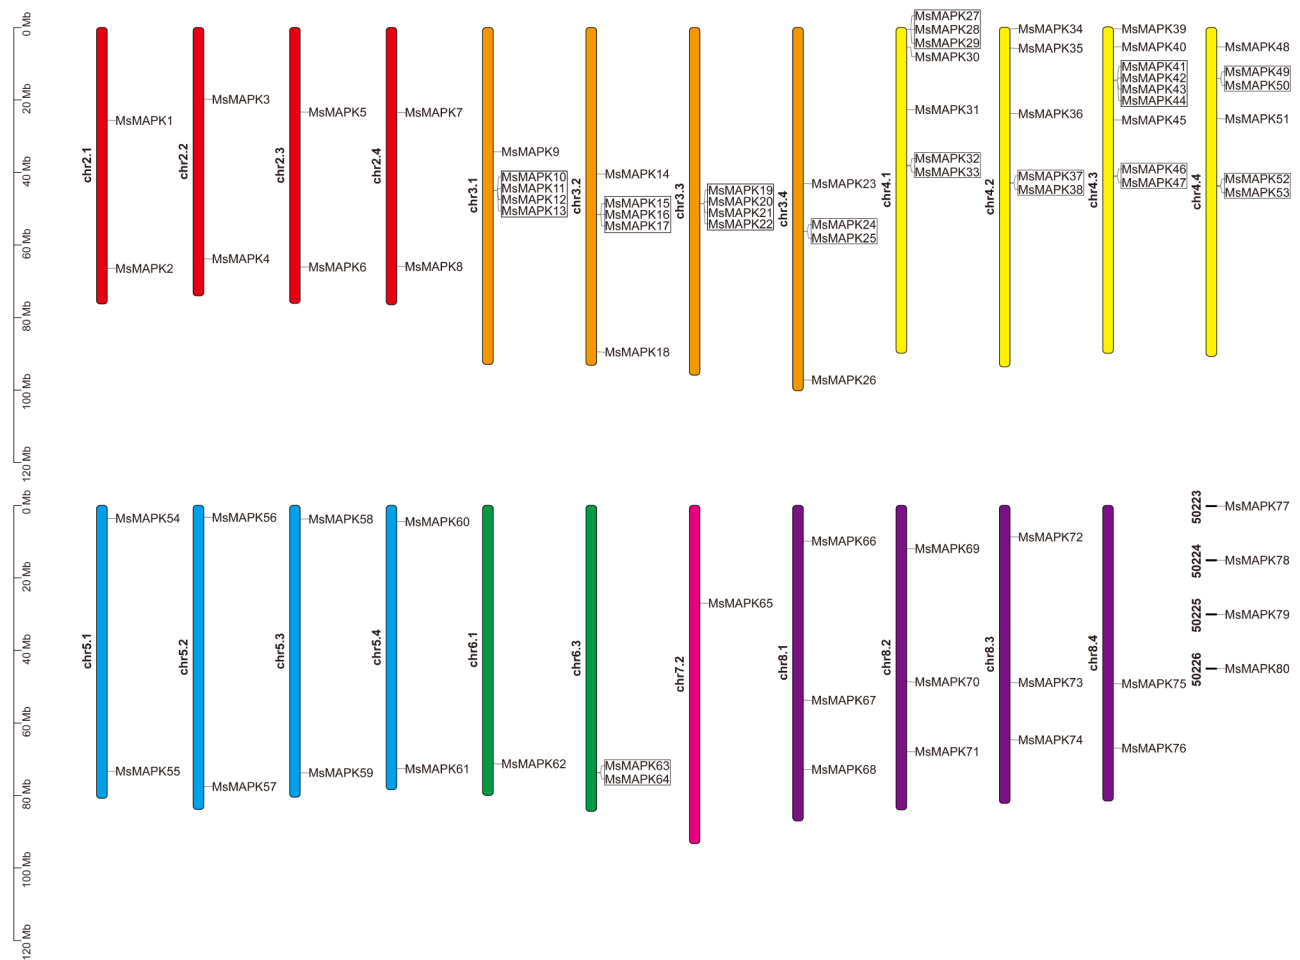 0 Mb
20 Mb
40 Mb
60 Mb
80 Mb
100 Mb
120 Mb
chr2.1
MsMAPK1
MsMAPK2
chr2.2
MsMAPK3
MsMAPK4
chr2.3
MsMAPK5
MsMAPK6
chr2.4
MsMAPK7
MsMAPK8
chr3.1
MsMAPK9
MsMAPK10
MsMAPK11
MsMAPK12
MsMAPK13
chr3.2
MsMAPK14
MsMAPK15
MsMAPK16
MsMAPK17
MsMAPK18
chr3.3
MsMAPK19
MsMAPK20
MsMAPK21
MsMAPK22
chr3.4
MsMAPK23
MsMAPK24
MsMAPK25
MsMAPK26
chr4.1
MsMAPK27
MsMAPK28
MsMAPK29
MsMAPK30
MsMAPK31
MsMAPK32
MsMAPK33
chr4.2
MsMAPK34
MsMAPK35
MsMAPK36
MsMAPK37
MsMAPK38
chr4.3
MsMAPK39
MsMAPK40
MsMAPK41
MsMAPK42
MsMAPK43
MsMAPK44
MsMAPK45
MsMAPK46
MsMAPK47
chr4.4
MsMAPK48
MsMAPK49
MsMAPK50
MsMAPK51
MsMAPK52
MsMAPK53
0 Mb
20 Mb
40 Mb
60 Mb
80 Mb
100 Mb
120 Mb
chr5.1
MsMAPK54
MsMAPK55
chr5.2
MsMAPK56
MsMAPK57
chr5.3
MsMAPK58
MsMAPK59
chr5.4
MsMAPK60
MsMAPK61
chr6.1
MsMAPK62
chr6.3
MsMAPK63
MsMAPK64
chr7.2
MsMAPK65
chr8.1
MsMAPK66
MsMAPK67
MsMAPK68
chr8.2
MsMAPK69
MsMAPK70
MsMAPK71
chr8.3
MsMAPK72
MsMAPK73
MsMAPK74
chr8.4
MsMAPK75
MsMAPK76
50223
MsMAPK77
50224
MsMAPK78
50225
MsMAPK79
50226
MsMAPK80